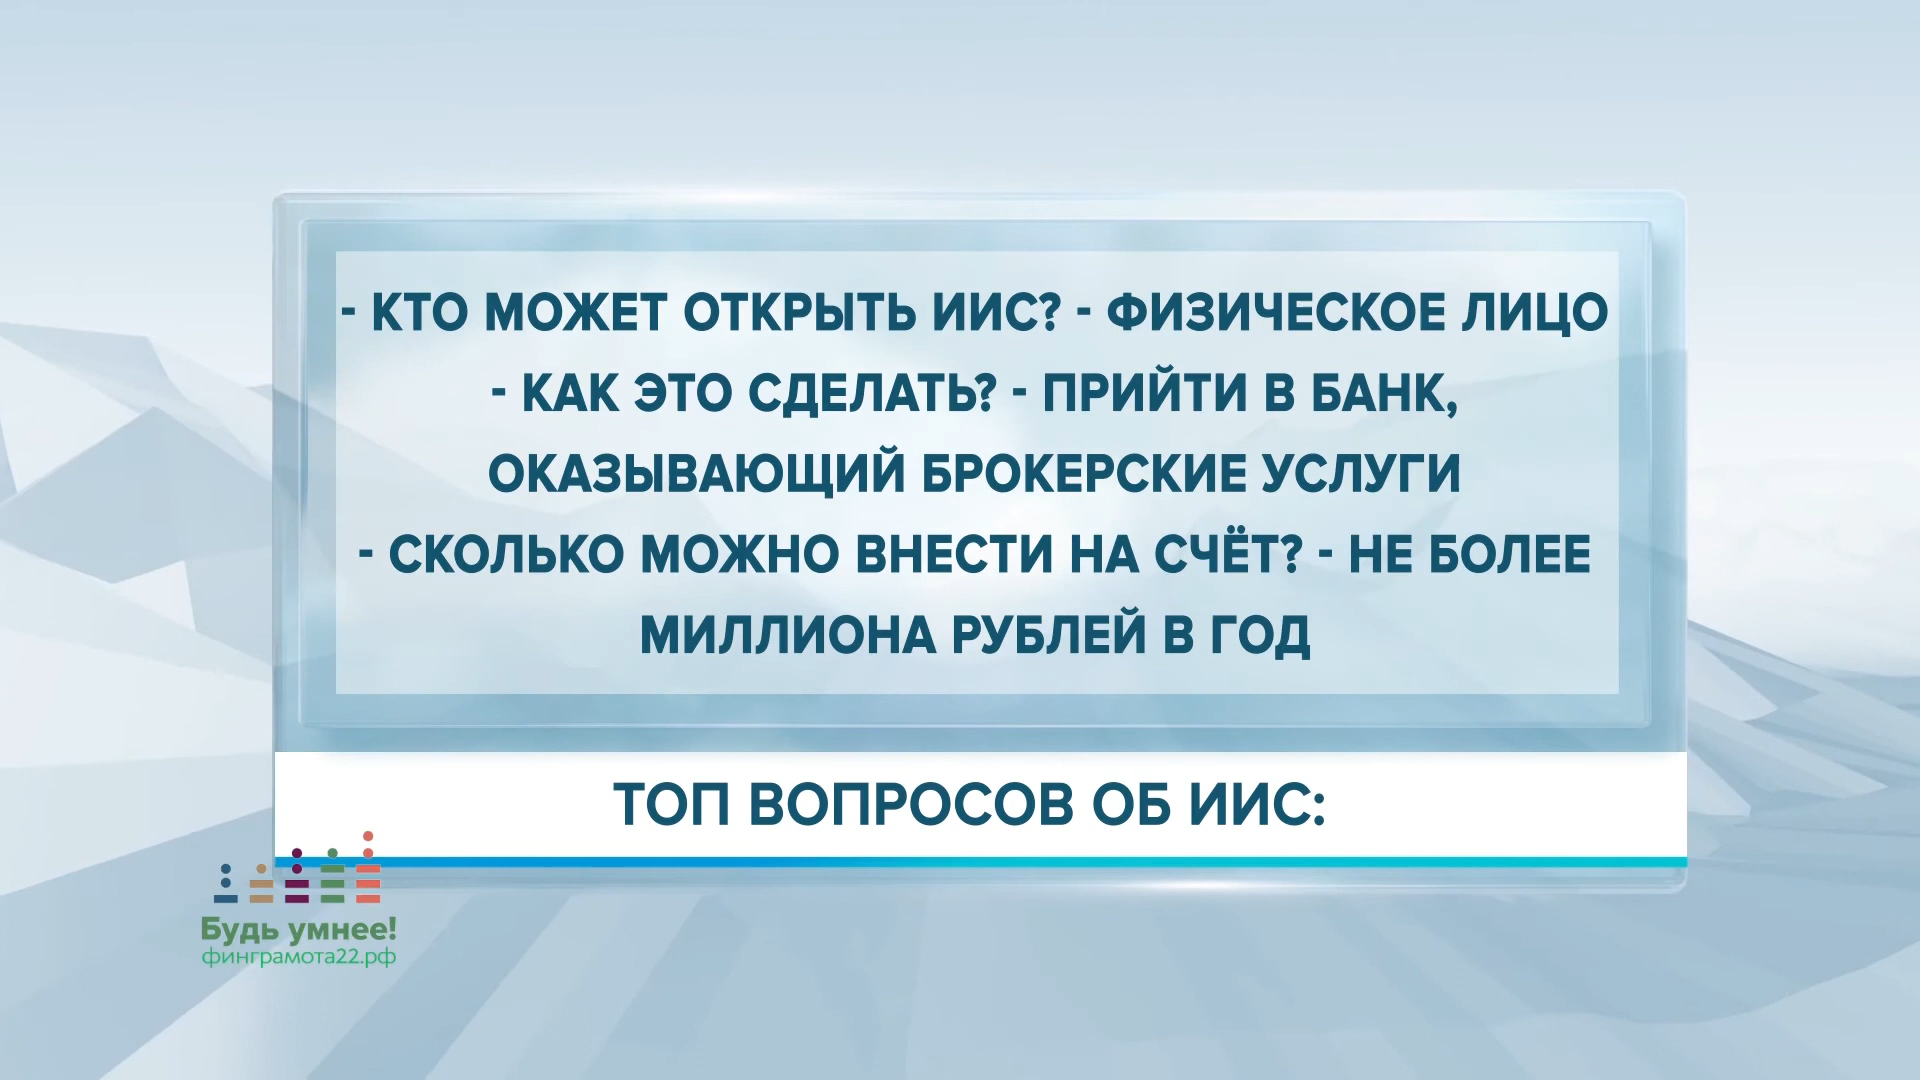 - КТО МОЖЕТ ОТКРЫТЬ ИИС? - ФИЗИЧЕСКОЕ ЛИЦО
- КАК ЭТО СДЕЛАТЬ? - ПРИЙТИ В БАНК,
ОКАЗЫВАЮЩИЙ БРОКЕРСКИЕ УСЛУГИ
- СКОЛЬКО МОЖНО ВНЕСТИ НА СЧЁТ? - НЕ БОЛЕЕ
МИЛЛИОНА РУБЛЕЙ В ГОД
ТОП ВОПРОСОВ ОБ ИИС:
Будь умнее!
финграмота22.рф